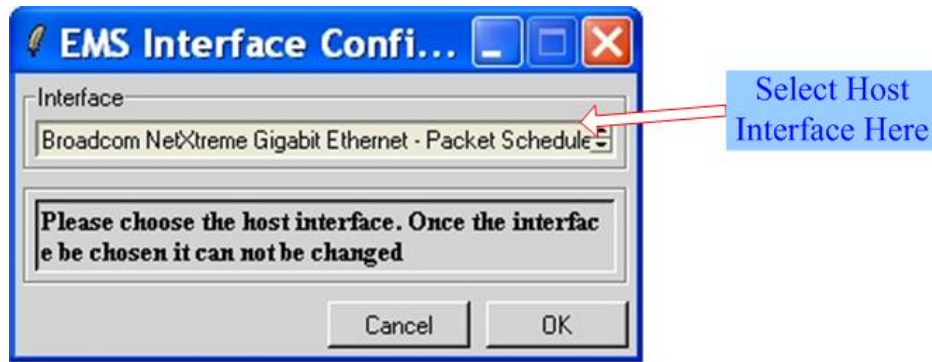 EMS Interface Confi...
Interface
Broadcom NetXtreme Gigabit Ethernet - Packet Schedule
Select Host
Interface Here
Please choose the host interface. Once the interfac
e be chosen it can not be changed
Cancel
OK